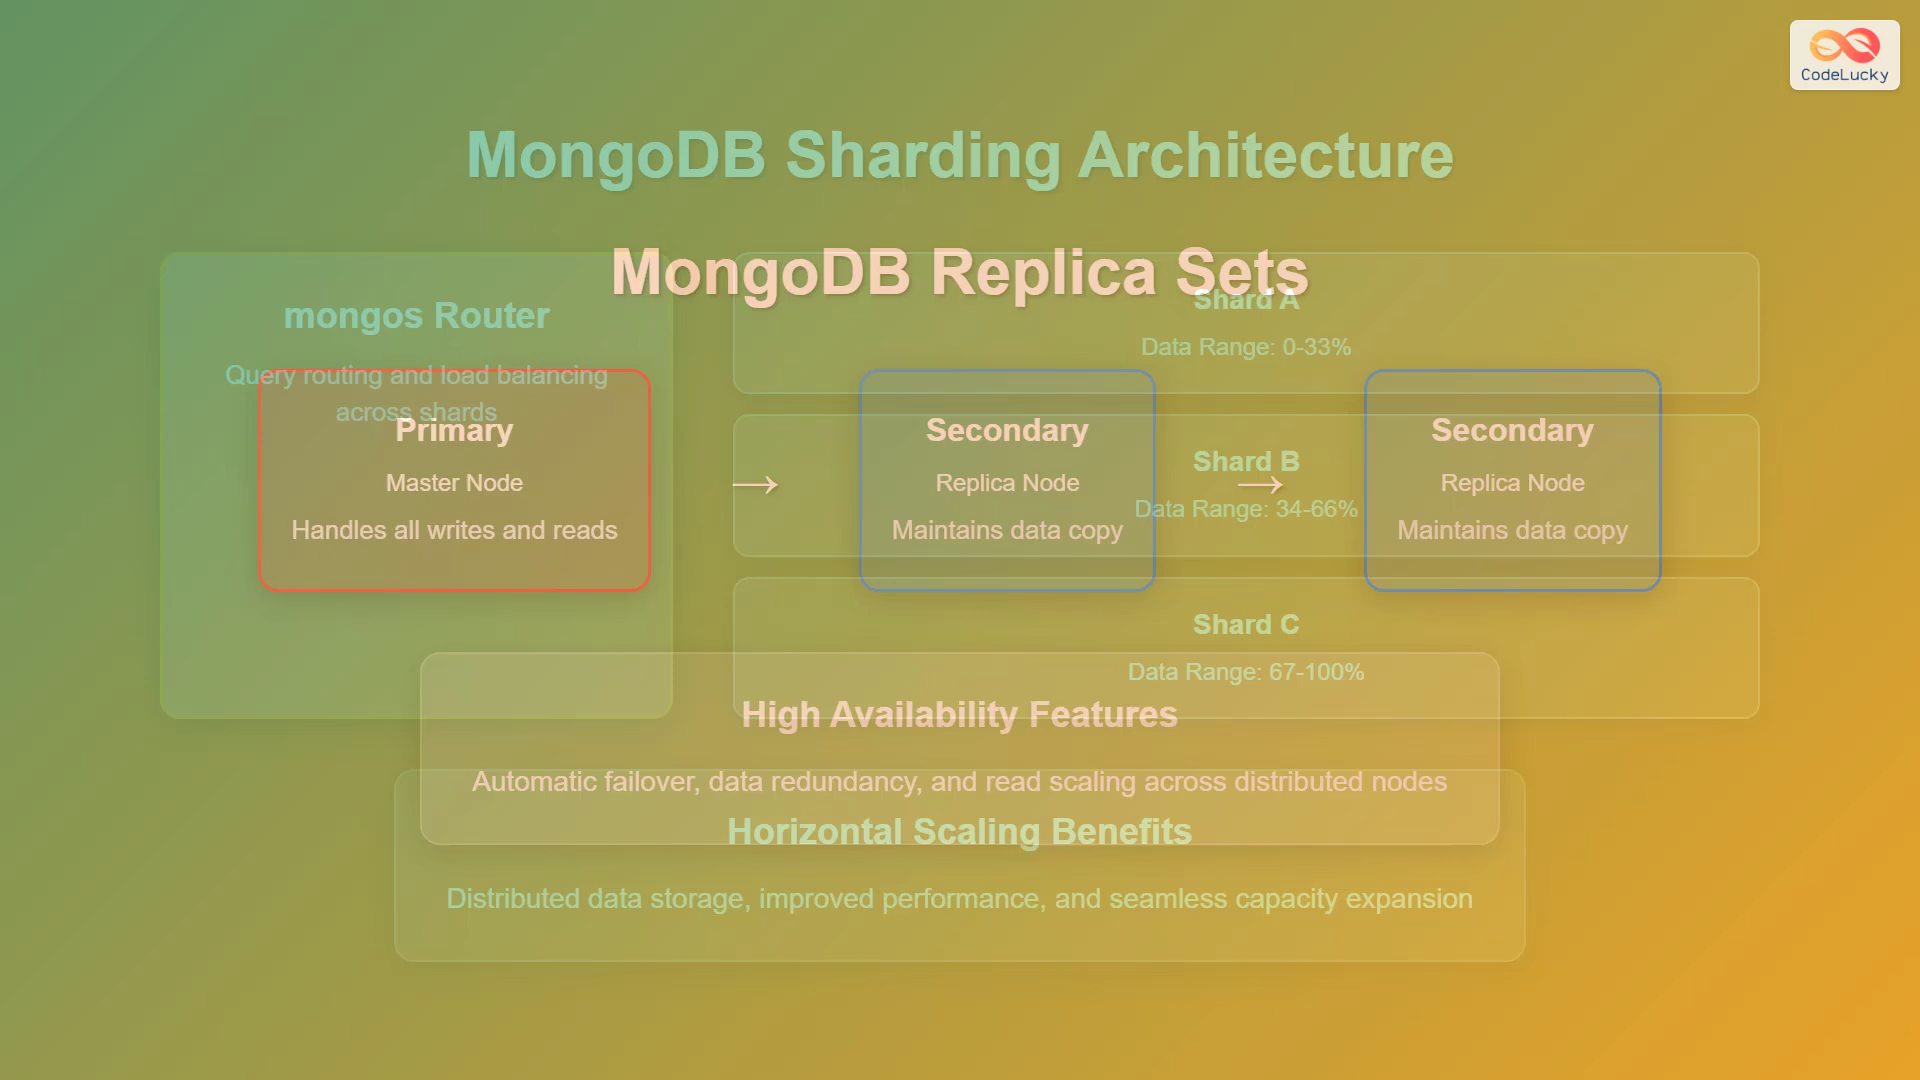 CodeLucky
MongoDB Sharding Architecture
MongoDB Replica Sets
mongos Router
Query routing and load balancing
across shards
Shard A
Data Range: 0-33%
Shard B
Data Range: 34-66%
Shard C
Data Range: 67-100%
Primary
Master Node
Handles all writes and reads
→
Secondary
Replica Node
Maintains data copy
→
Secondary
Replica Node
Maintains data copy
High Availability Features
Automatic failover, data redundancy, and read scaling across distributed nodes
Horizontal Scaling Benefits
Distributed data storage, improved performance, and seamless capacity expansion